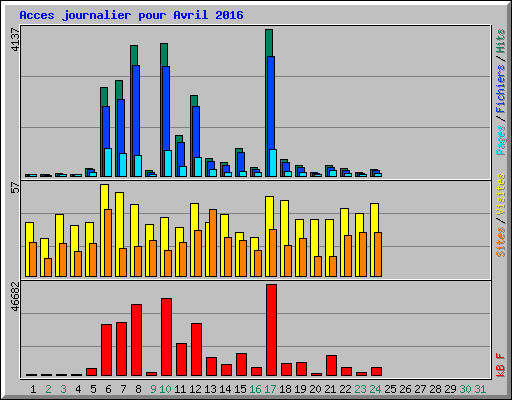 Acces journalier pour Avril 2016
4137
57
46682
Pages / Fichiers / Hits
Sites / Visites
kB F
1 2 3 4 5 6 7 8 9 10 11 12 13 14 15 16 17 18 19 20 21 22 23 24 25 26 27 28 29 30 31